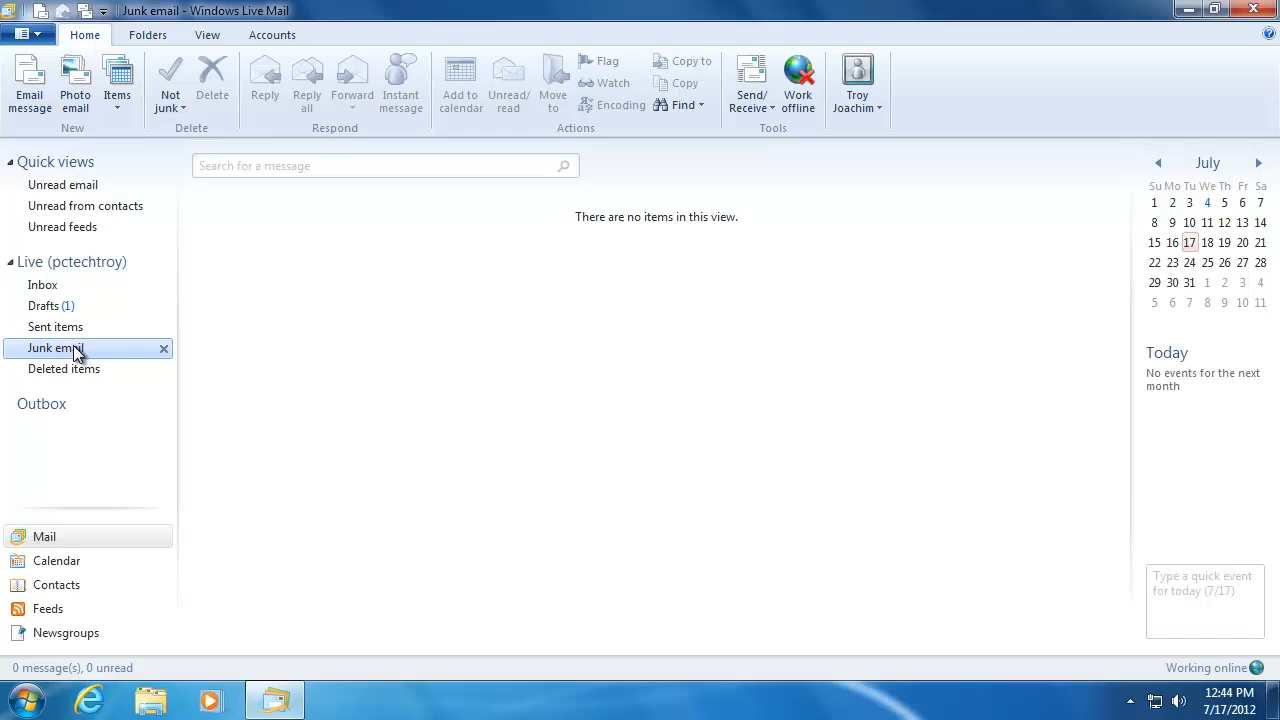 Junk email - Windows Live Mail
Home Folders View Accounts
Email message
Photo email
Items
New
Not junk
Delete
Delete
Reply
Reply all
Forward
Instant message
Respond
Add to calendar
Unread/ read
Move to
Flag
Watch
Encoding
Copy to
Copy
Find
Actions
Send/ Receive
Work offline
Tools
Troy Joachim
Quick views
Unread email
Unread from contacts
Unread feeds
Live (pctechtroy)
Inbox
Drafts (1)
Sent items
Junk email
Deleted items
Outbox
Mail
Calendar
Contacts
Feeds
Newsgroups
Search for a message
There are no items in this view.
July
Su Mo Tu We Th Fr Sa
1 2 3 4 5 6 7
8 9 10 11 12 13 14
15 16 17 18 19 20 21
22 23 24 25 26 27 28
29 30 31 1 2 3 4
5 6 7 8 9 10 11
Today
No events for the next
month
Type a quick event
for today (7/17)
0 message(s), 0 unread
Working online
12:44 PM
7/17/2012